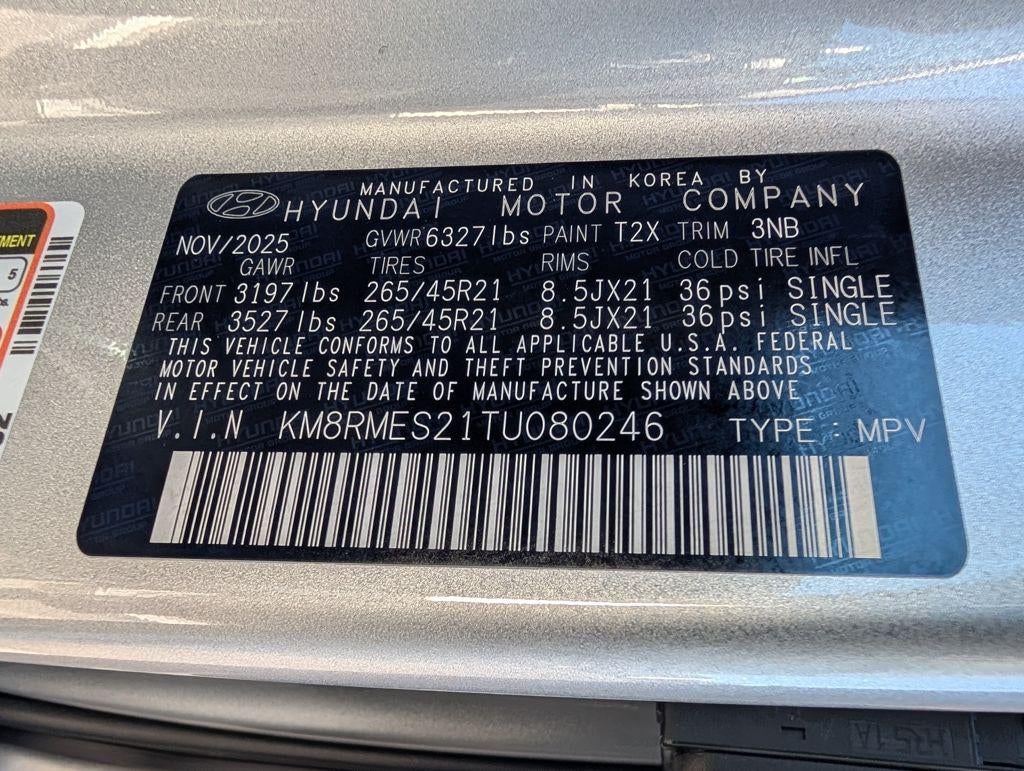 MANUFACTURED IN KOREA BY
HYUNDAI MOTOR COMPANY
NOV/2025 GVWR 6327lbs PAINT T2X TRIM 3NB
GAWR TIRES RIMS COLD TIRE INFL
FRONT 3197lbs 265/45R21 8.5JX21 36psi SINGLE
REAR 3527lbs 265/45R21 8.5JX21 36psi SINGLE
THIS VEHICLE CONFORMS TO ALL APPLICABLE U.S.A. FEDERAL
MOTOR VEHICLE SAFETY AND THEFT PREVENTION STANDARDS
IN EFFECT ON THE DATE OF MANUFACTURE SHOWN ABOVE
V.I.N KM8RMES21TU080246 TYPE : MPV
5
HR51A